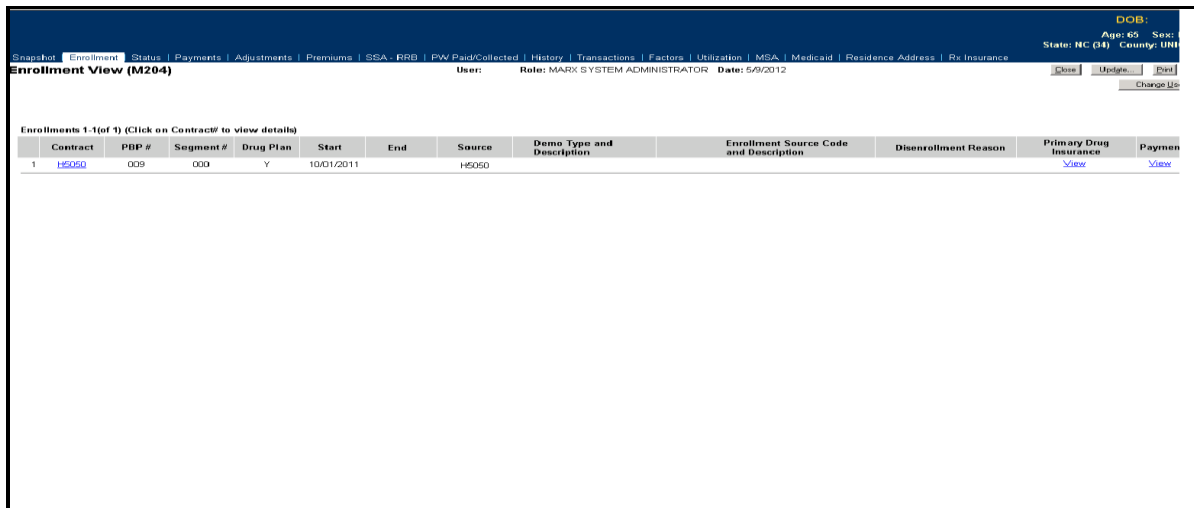 DOB:
Age: 65 Sex:
State: NC (34) County: UNI
Snapshot | Enrollment | Status | Payments | Adjustments | Premiums | SSA - RRB | PW Paid/Collected | History | Transactions | Factors | Utilization | MSA | Medicaid | Residence Address | Rx Insurance
Enrollment View (M204) User: Role: MARX SYSTEM ADMINISTRATOR Date: 5/9/2012 Close Update... Print
Change Us
Enrollments 1-1(of 1) (Click on Contract# to view details)
Contract PBP # Segment # Drug Plan Start End Source Demo Type and Description Enrollment Source Code and Description Disenrollment Reason Primary Drug Insurance Paymen
1 H5050 009 000 Y 10/01/2011 H5050 View View